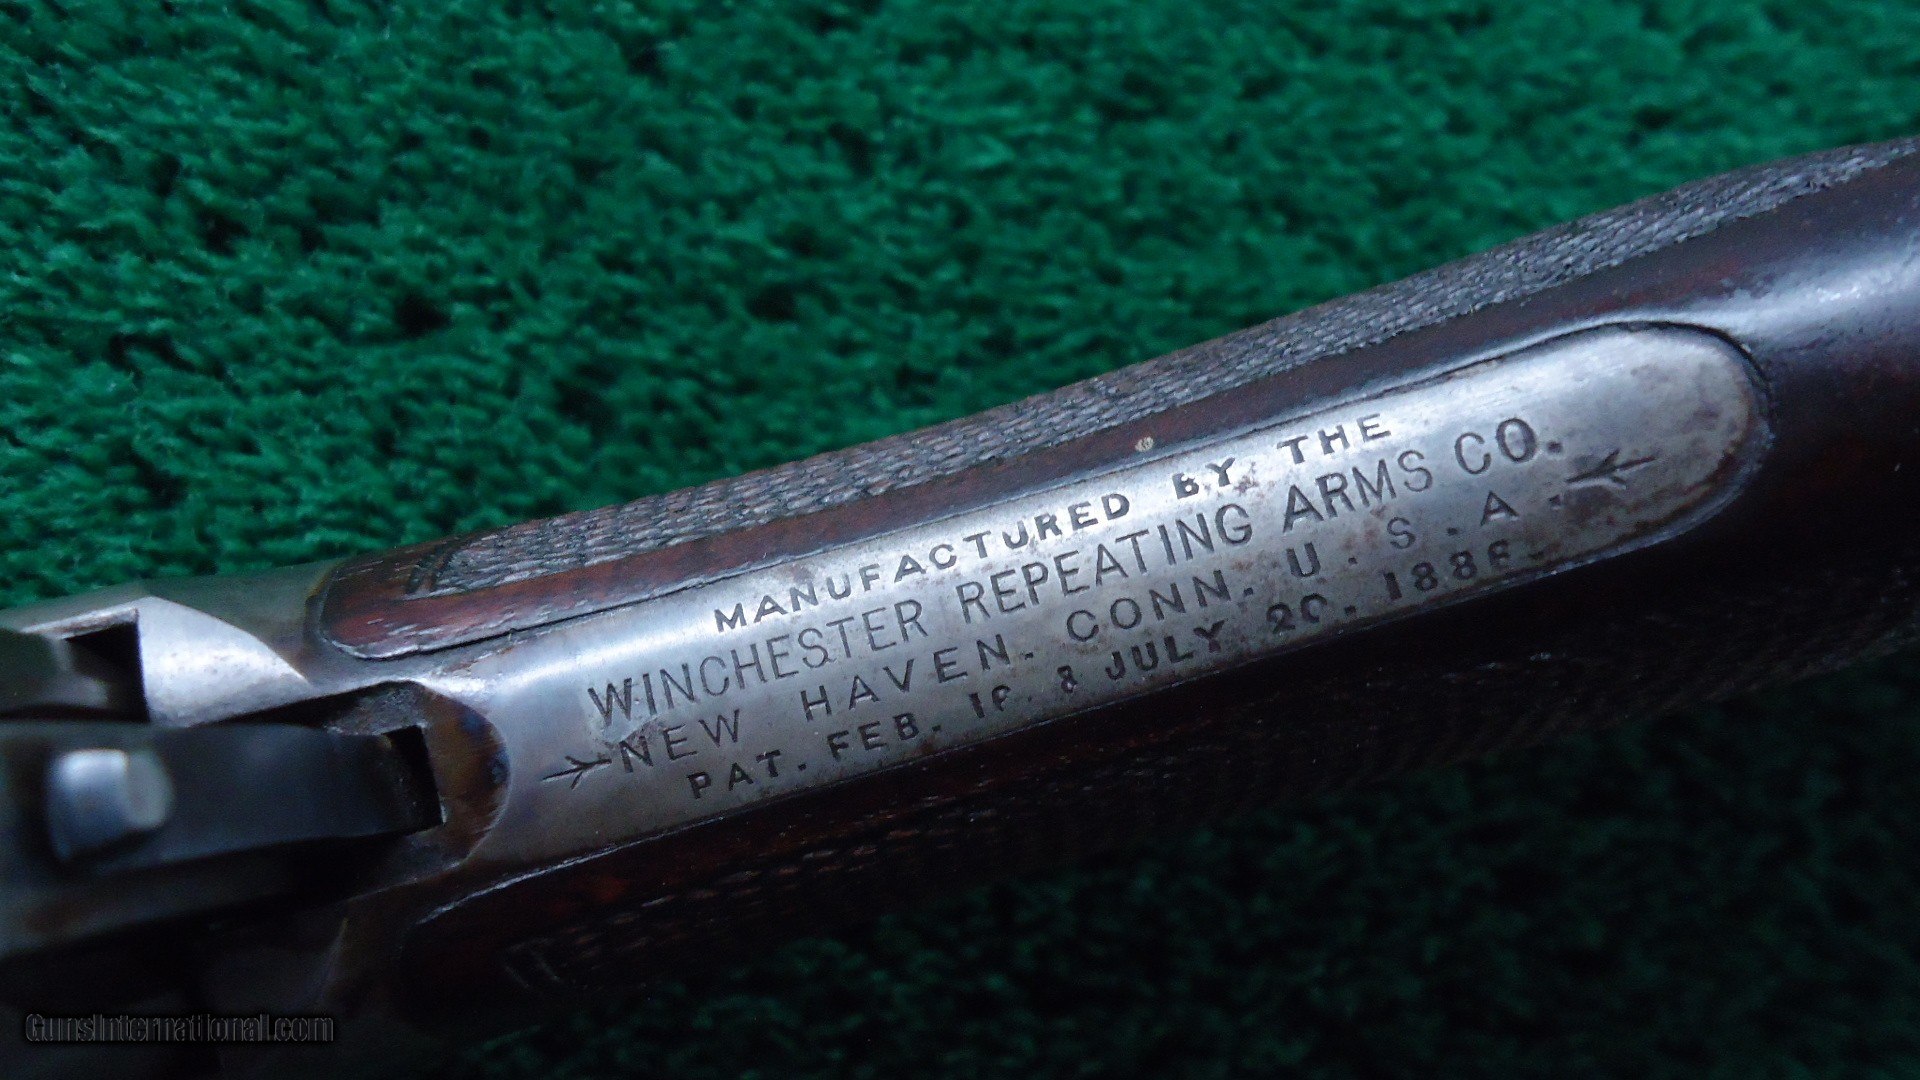 MANUFACTURED BY THE
WINCHESTER REPEATING ARMS CO.
NEW HAVEN. CONN. U. S. A.
PAT. FEB. 16. & JULY 20. 1886.
GunsInternational.com